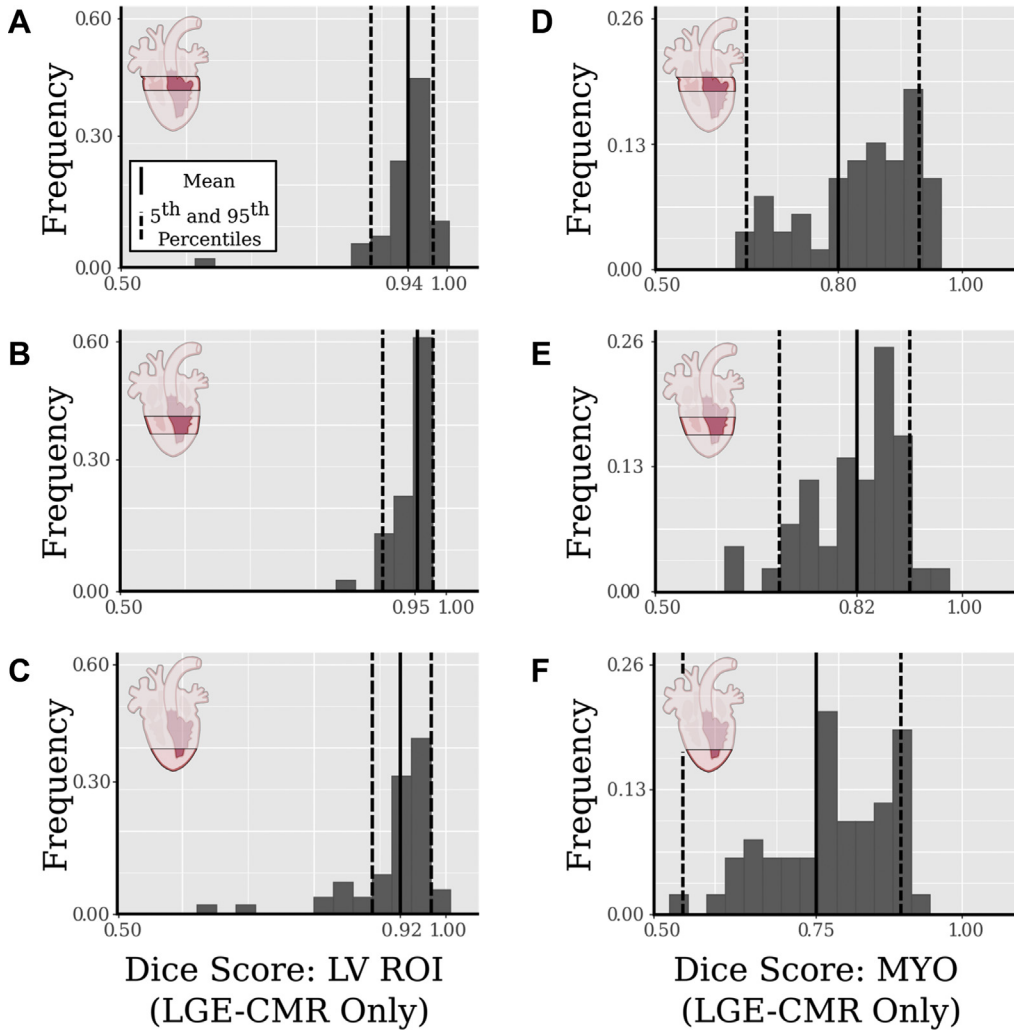 A
Frequency
0.60
0.30
0.00
0.50
0.94
1.00
Mean
5th and 95th
Percentiles
D
Frequency
0.26
0.13
0.00
0.50
0.80
1.00
B
Frequency
0.60
0.30
0.00
0.50
0.95
1.00
E
Frequency
0.26
0.13
0.00
0.50
0.82
1.00
C
Frequency
0.60
0.30
0.00
0.50
0.92
1.00
Dice Score: LV ROI
(LGE-CMR Only)
F
Frequency
0.26
0.13
0.00
0.50
0.75
1.00
Dice Score: MYO
(LGE-CMR Only)